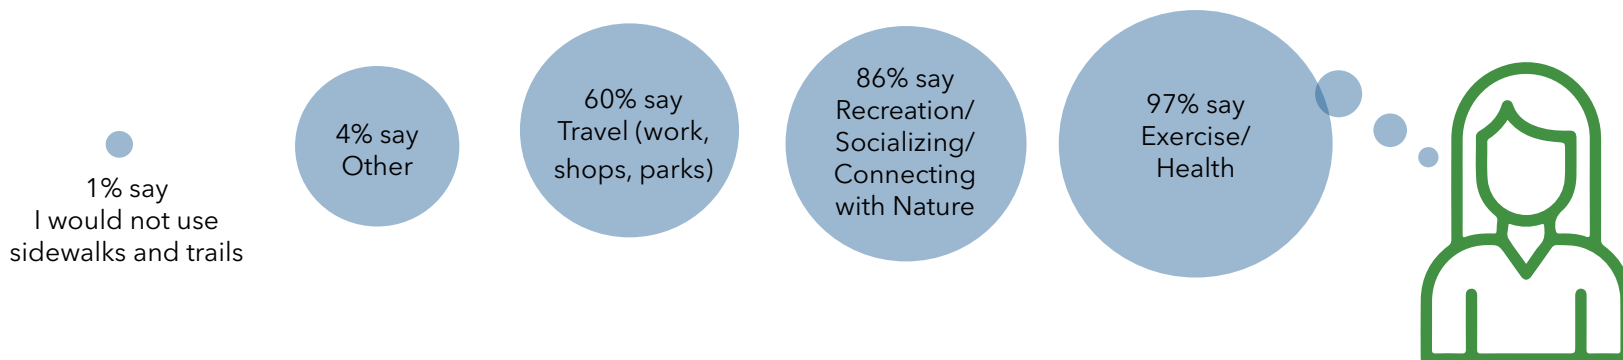 1% say
I would not use
sidewalks and trails
4% say
Other
60% say
Travel (work,
shops, parks)
86% say
Recreation/
Socializing/
Connecting
with Nature
97% say
Exercise/
Health